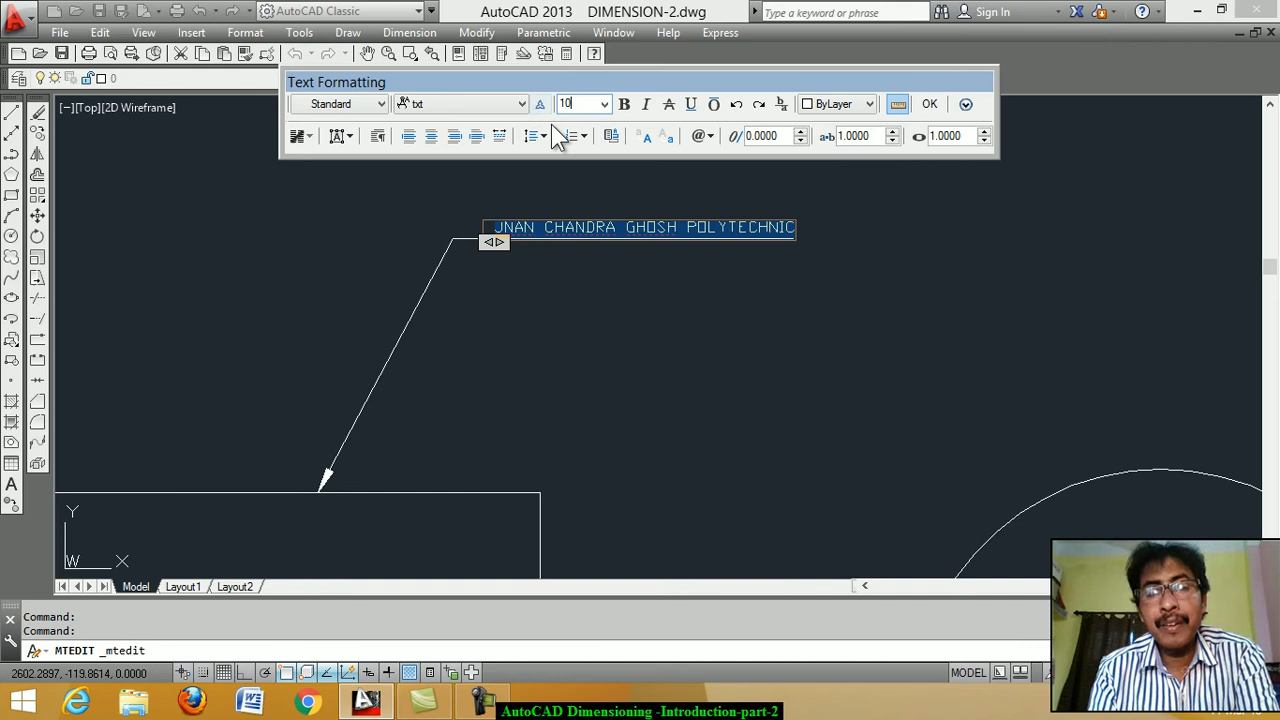 AutoCAD Classic
AutoCAD 2013 DIMENSION-2.dwg
Type a keyword or phrase
Sign In
File Edit View Insert Format Tools Draw Dimension Modify Parametric Window Help Express
0
Text Formatting
Standard
txt
10
B I A U O
ByLayer
OK
@
0/ 0.0000
a•b 1.0000
1.0000
[−][Top][2D Wireframe]
JNAN CHANDRA GHOSH POLYTECHNIC
A
Y
W X
Model Layout1 Layout2
Command:
Command:
MTEDIT _mtedit
2602.2897, -119.8614, 0.0000
MODEL
AutoCAD Dimensioning -Introduction-part-2